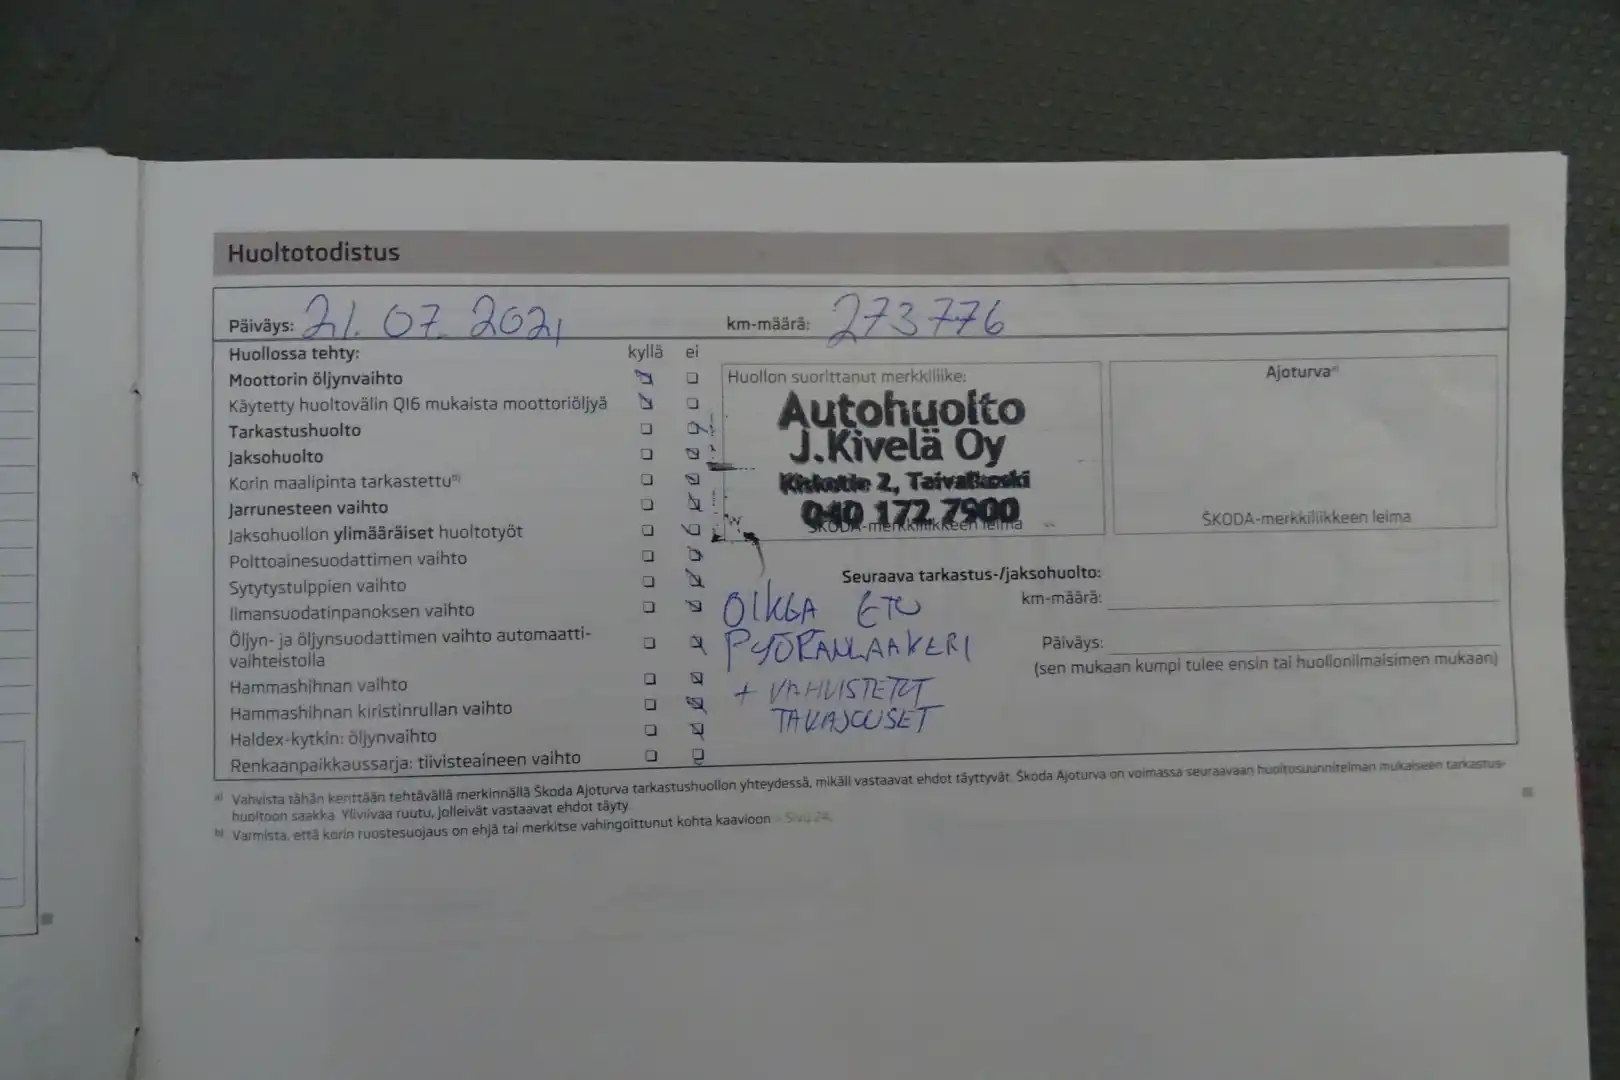 Huoltotodistus
Päiväys: 21.07.2021 km-määrä: 273776
Huollossa tehty: kyllä ei
Moottorin öljynvaihto
Käytetty huoltovälin QI6 mukaista moottoriöljyä
Tarkastushuolto
Jaksohuolto
Korin maalipinta tarkastettu b)
Jarrunesteen vaihto
Jaksohuollon ylimääräiset huoltotyöt
Polttoainesuodattimen vaihto
Sytytystulppien vaihto
Ilmansuodatinpanoksen vaihto
Öljyn- ja öljynsuodattimen vaihto automaatti-
vaihteistolla
Hammashihnan vaihto
Hammashihnan kiristinrullan vaihto
Haldex-kytkin: öljynvaihto
Renkaanpaikkaussarja: tiivisteaineen vaihto
Huollon suorittanut merkkiliike:
Autohuolto
J.Kivelä Oy
Kiskotie 2, Taivalkoski
040 172 7900
ŠKODA-merkkiliikkeen leima
Ajoturva a)
ŠKODA-merkkiliikkeen leima
OIKEA ETU
PYÖRÄNLAAKERI
+ VAHVISTETUT
TAKAJOUSET
Seuraava tarkastus-/jaksohuolto:
km-määrä:
Päiväys:
(sen mukaan kumpi tulee ensin tai huollonilmaisimen mukaan)
a) Vahvista tähän kenttään tehtävällä merkinnällä Škoda Ajoturva tarkastushuollon yhteydessä, mikäli vastaavat ehdot täyttyvät. Škoda Ajoturva on voimassa seuraavaan huoltosuunnitelman mukaiseen tarkastus-
huoltoon saakka. Yliviivaa ruutu, jolleivät vastaavat ehdot täyty
b) Varmista, että korin ruostesuojaus on ehjä tai merkitse vahingoittunut kohta kaavioon » Sivu 24.